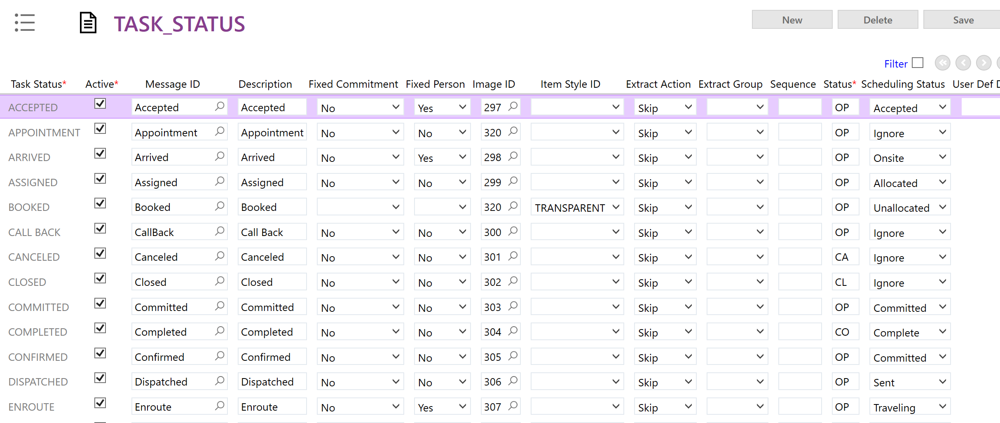 TASK_STATUS
New Delete Save
Filter
Task Status* Active* Message ID Description Fixed Commitment Fixed Person Image ID Item Style ID Extract Action Extract Group Sequence Status* Scheduling Status User Def
ACCEPTED Accepted Accepted No Yes 297 Skip OP Accepted
APPOINTMENT Appointment Appointment No No 320 Skip OP Ignore
ARRIVED Arrived Arrived No Yes 298 Skip OP Onsite
ASSIGNED Assigned Assigned No No 299 Skip OP Allocated
BOOKED Booked Booked 320 TRANSPARENT Skip OP Unallocated
CALL BACK CallBack Call Back No No 300 Skip OP Ignore
CANCELED Canceled Canceled No No 301 Skip CA Ignore
CLOSED Closed Closed No No 302 Skip CL Ignore
COMMITTED Committed Committed No No 303 Skip OP Committed
COMPLETED Completed Completed No No 304 Skip CO Complete
CONFIRMED Confirmed Confirmed No No 305 Skip OP Committed
DISPATCHED Dispatched Dispatched No No 306 Skip OP Sent
ENROUTE Enroute Enroute No Yes 307 Skip OP Traveling